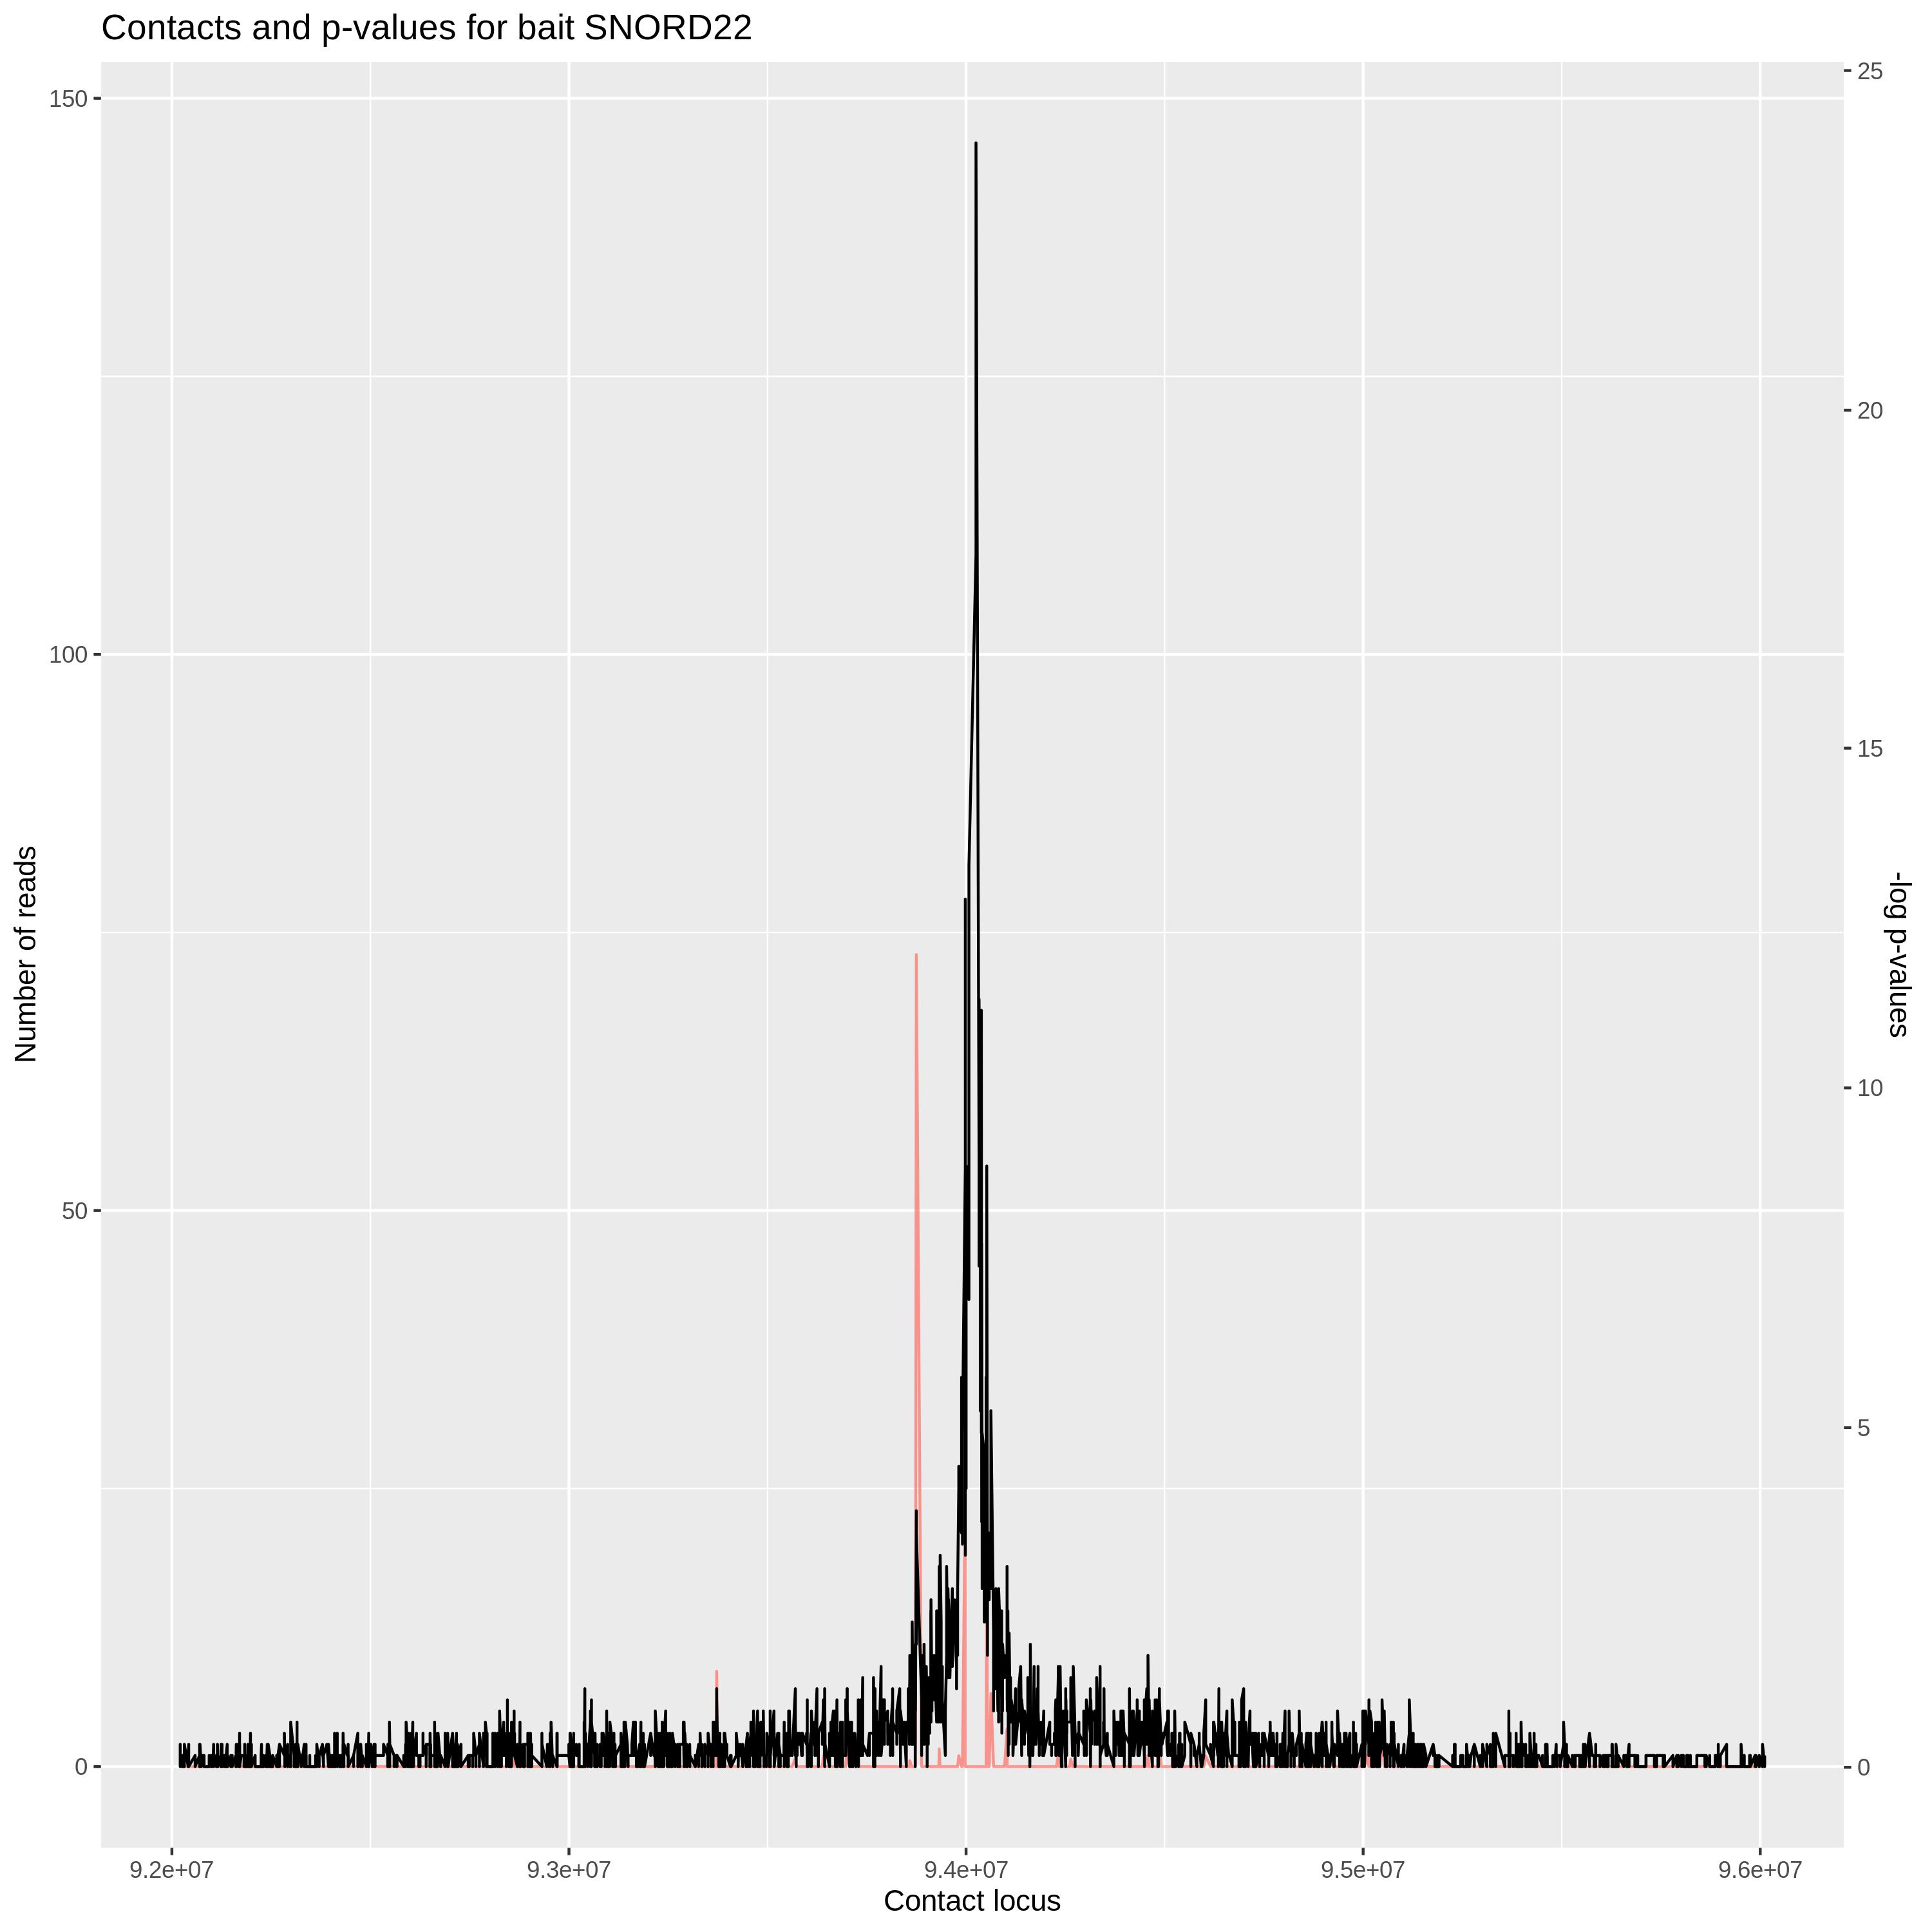 Contacts and p-values for bait SNORD22
150
100
50
0
Number of reads
25
20
15
10
5
0
-log p-values
9.2e+07 9.3e+07 9.4e+07 9.5e+07 9.6e+07
Contact locus